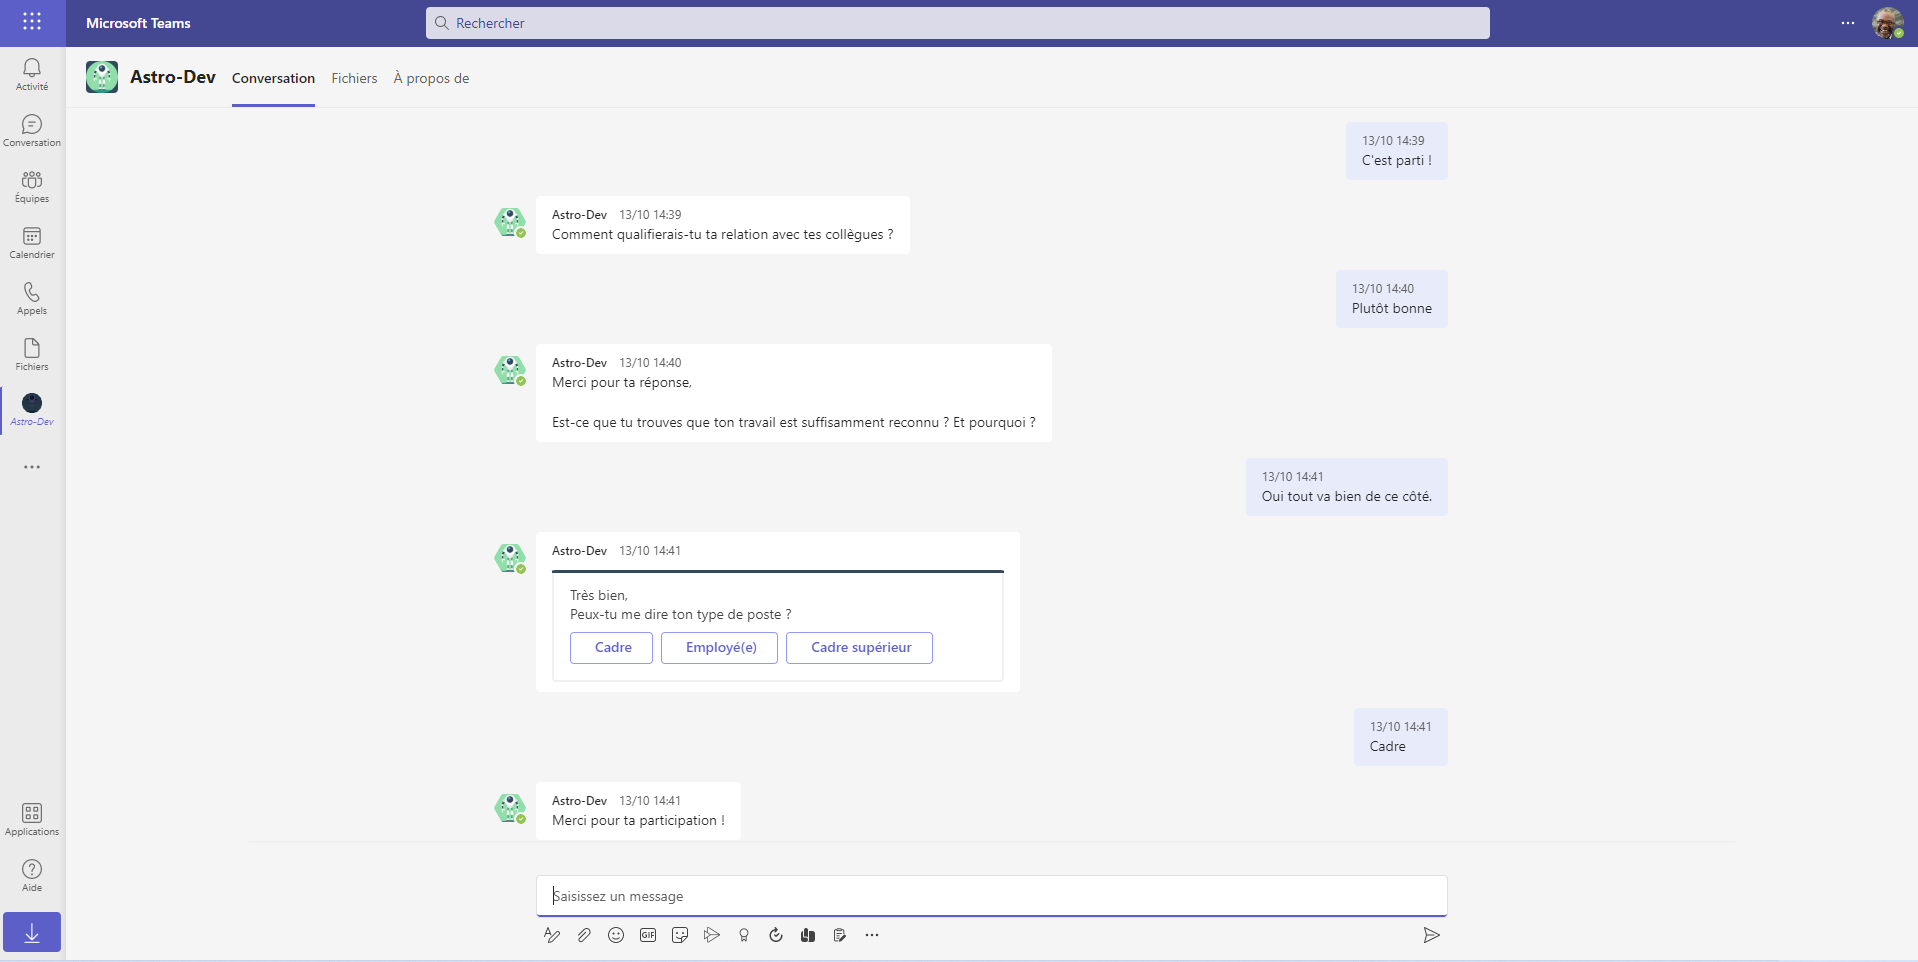 Microsoft Teams
Rechercher
Activité
Conversation
Équipes
Calendrier
Appels
Fichiers
Astro-Dev
Applications
Aide
Astro-Dev
Conversation
Fichiers
À propos de
13/10 14:39
C'est parti !
Astro-Dev 13/10 14:39
Comment qualifierais-tu ta relation avec tes collègues ?
13/10 14:40
Plutôt bonne
Astro-Dev 13/10 14:40
Merci pour ta réponse,
Est-ce que tu trouves que ton travail est suffisamment reconnu ? Et pourquoi ?
13/10 14:41
Oui tout va bien de ce côté.
Astro-Dev 13/10 14:41
Très bien,
Peux-tu me dire ton type de poste ?
Cadre
Employé(e)
Cadre supérieur
13/10 14:41
Cadre
Astro-Dev 13/10 14:41
Merci pour ta participation !
Saisissez un message
GIF